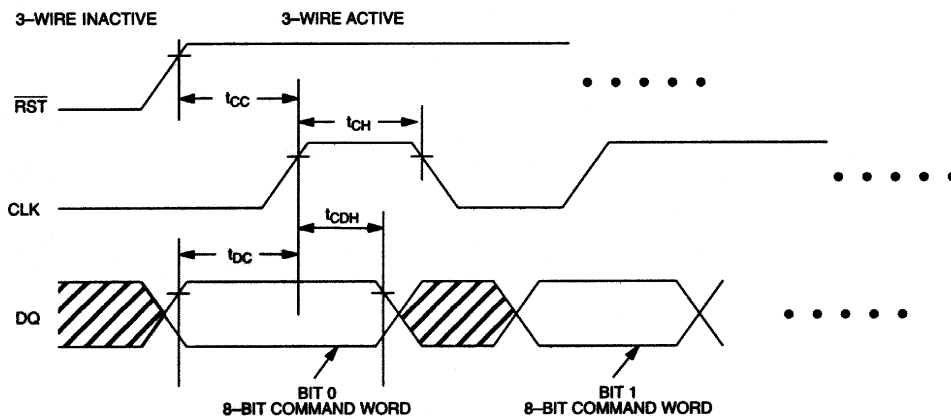 3–WIRE INACTIVE
3–WIRE ACTIVE
RST
tCC
tCH
CLK
tCDH
tDC
DQ
BIT 0
8–BIT COMMAND WORD
BIT 1
8–BIT COMMAND WORD